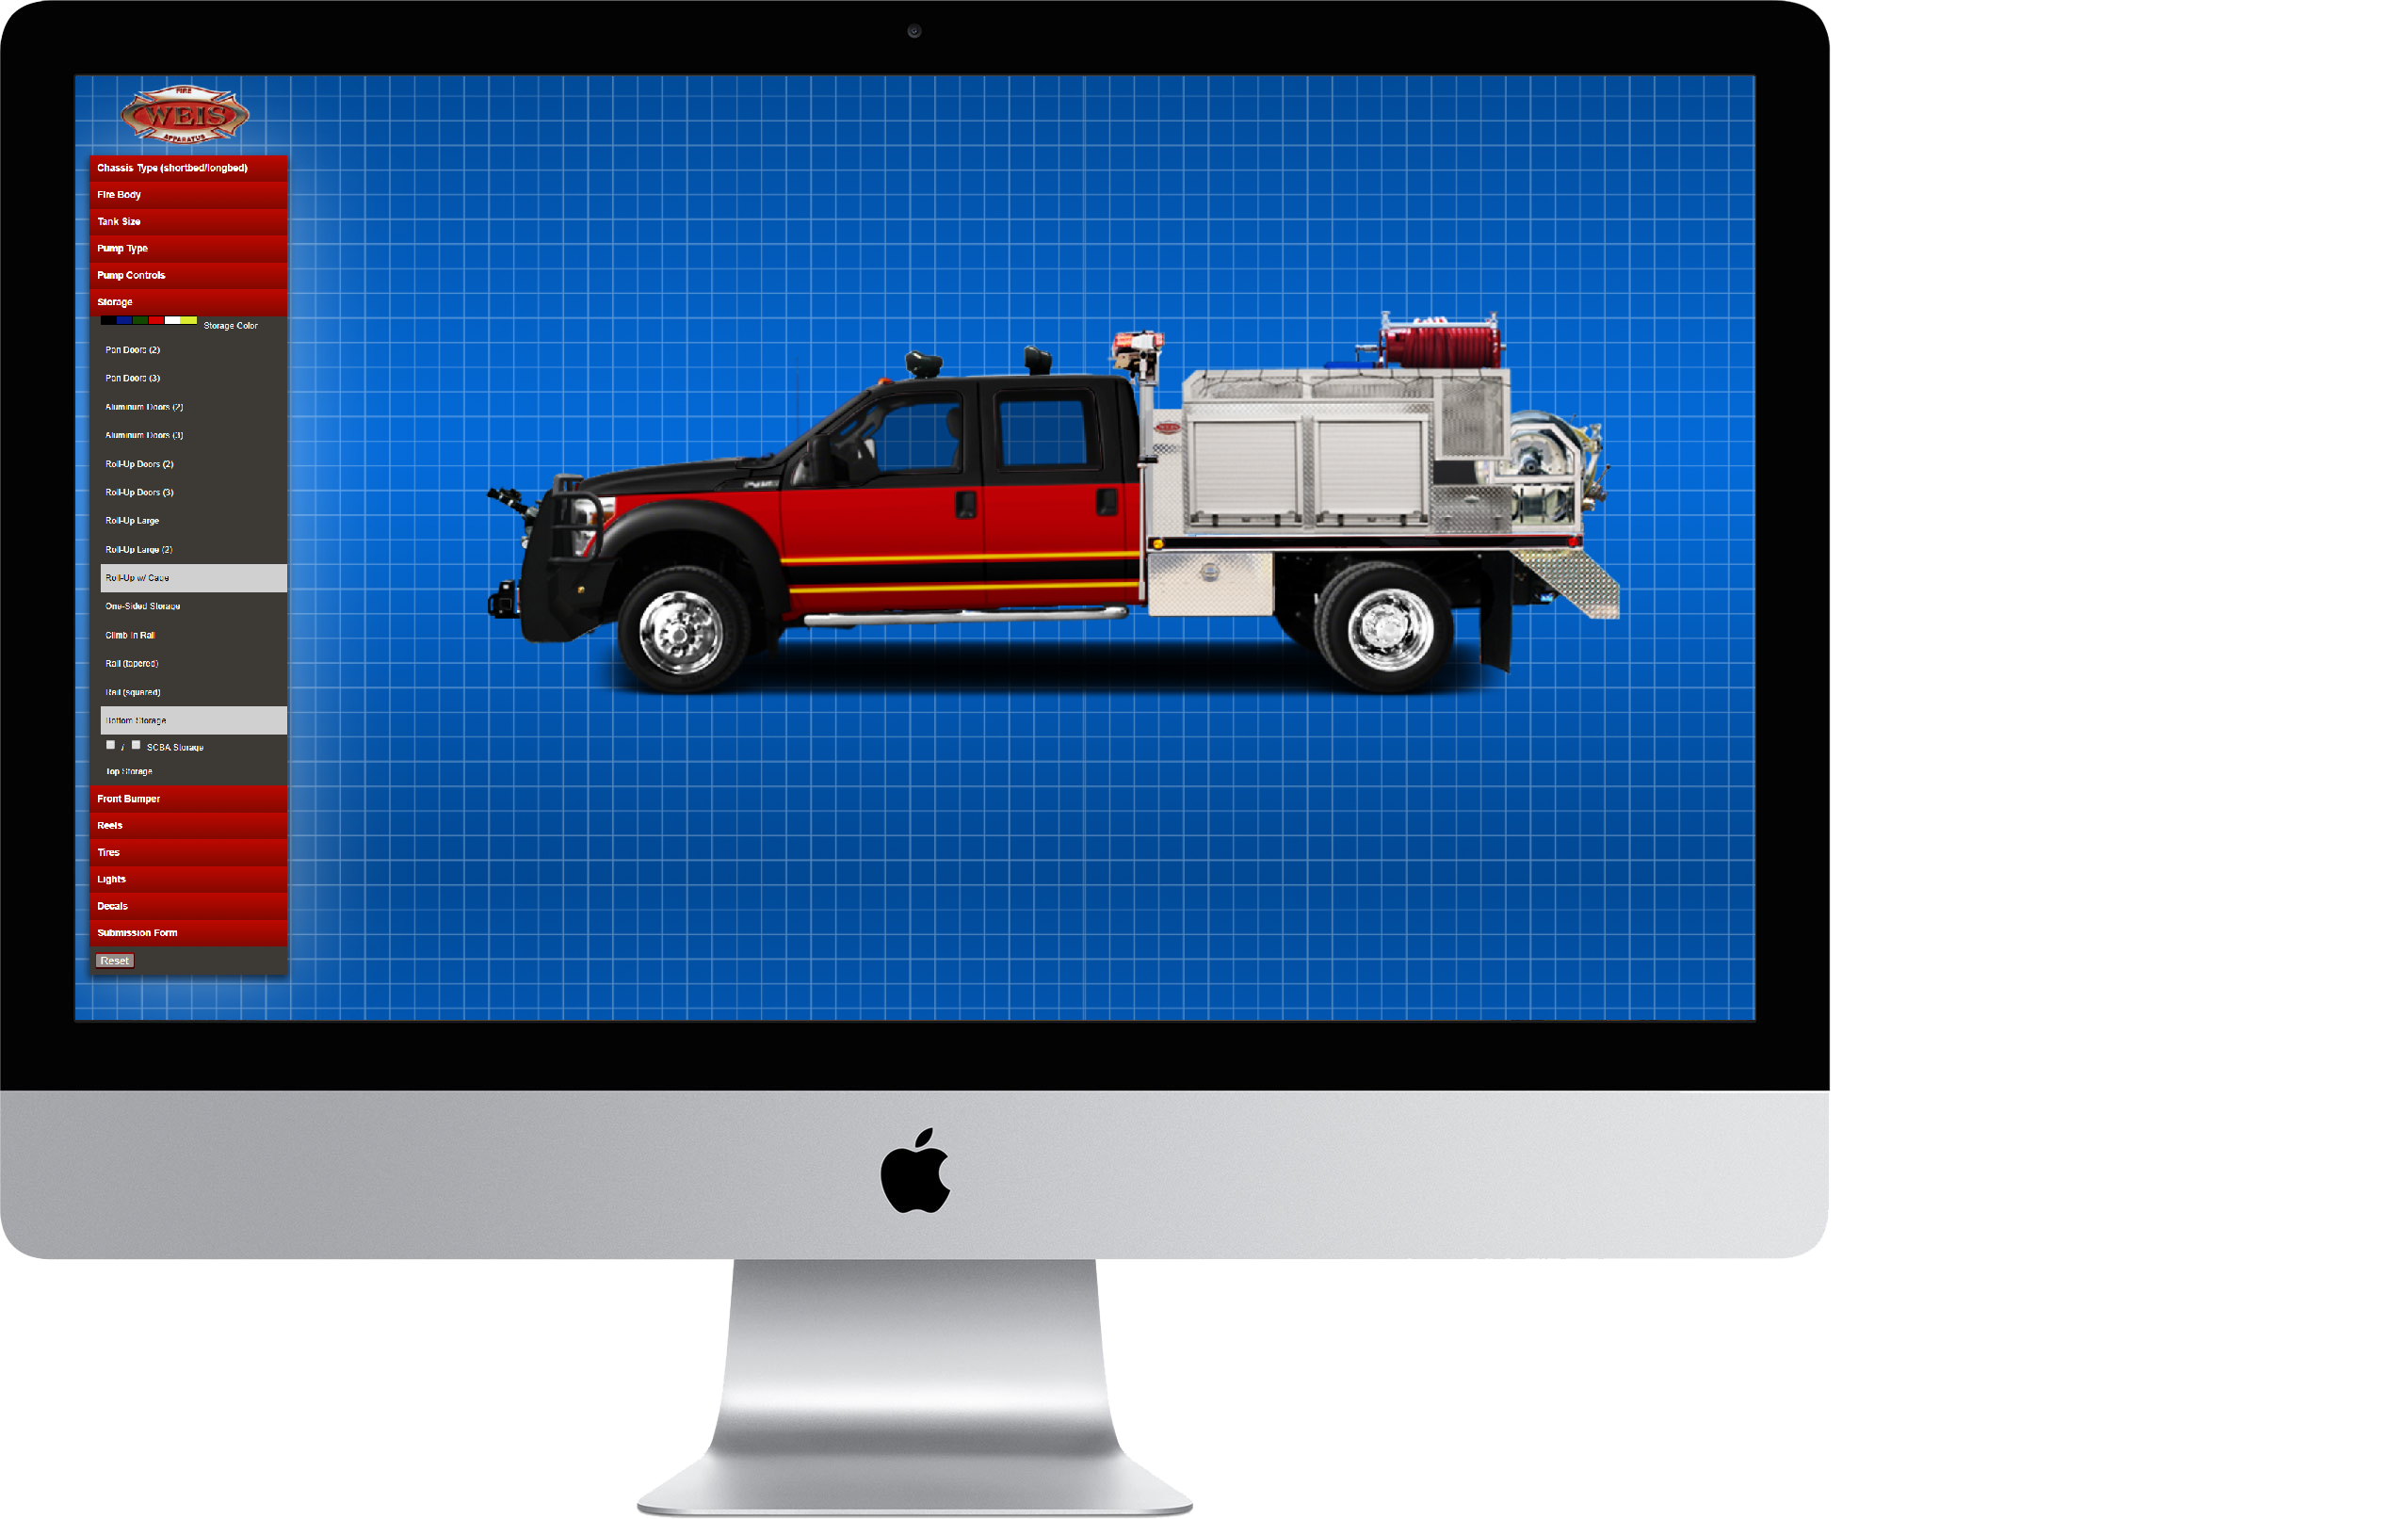 FIRE
WEIS
APPARATUS
Chassis Type (shortbed/longbed)
Fire Body
Tank Size
Pump Type
Pump Controls
Storage
Storage Color
Pan Doors (2)
Pan Doors (3)
Aluminum Doors (2)
Aluminum Doors (3)
Roll-Up Doors (2)
Roll-Up Doors (3)
Roll-Up Large
Roll-Up Large (2)
Roll-Up w/ Cage
One-Sided Storage
Climb In Rail
Rail (tapered)
Rail (squared)
Bottom Storage
/ SCBA Storage
Top Storage
Front Bumper
Reels
Tires
Lights
Decals
Submission Form
Reset
WEIS